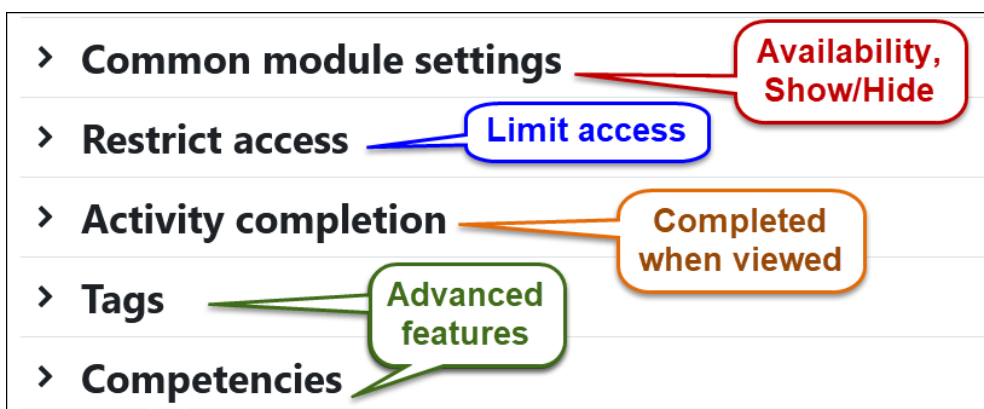 Common module settings
Availability,
Show/Hide
Restrict access
Limit access
Activity completion
Completed
when viewed
Tags
Advanced
features
Competencies